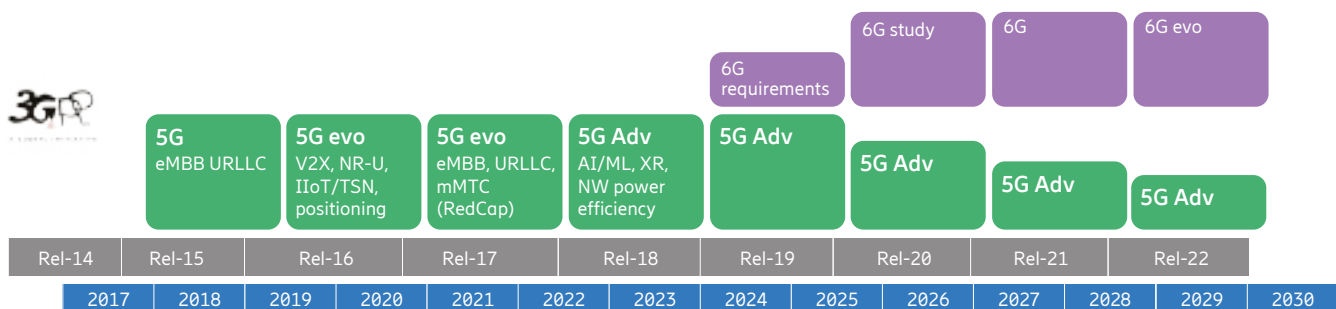 6G study
6G
6G evo
6G
requirements
3GPP
5G
eMBB URLLC
5G evo
V2X, NR-U,
IIoT/TSN,
positioning
5G evo
eMBB, URLLC,
mMTC
(RedCap)
5G Adv
AI/ML, XR,
NW power
efficiency
5G Adv
5G Adv
5G Adv
5G Adv
Rel-14 Rel-15 Rel-16 Rel-17 Rel-18 Rel-19 Rel-20 Rel-21 Rel-22
2017 2018 2019 2020 2021 2022 2023 2024 2025 2026 2027 2028 2029 2030